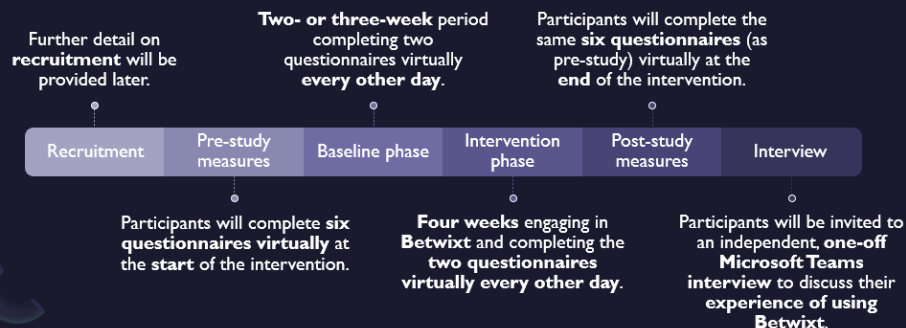 Further detail on
recruitment will be
provided later.
Two- or three-week period
completing two
questionnaires virtually
every other day.
Participants will complete the
same six questionnaires (as
pre-study) virtually at the
end of the intervention.
Recruitment
Pre-study
measures
Baseline phase
Intervention
phase
Post-study
measures
Interview
Participants will complete six
questionnaires virtually at
the start of the intervention.
Four weeks engaging in
Betwixt and completing the
two questionnaires
virtually every other day.
Participants will be invited to
an independent, one-off
Microsoft Teams
interview to discuss their
experience of using
Betwixt.